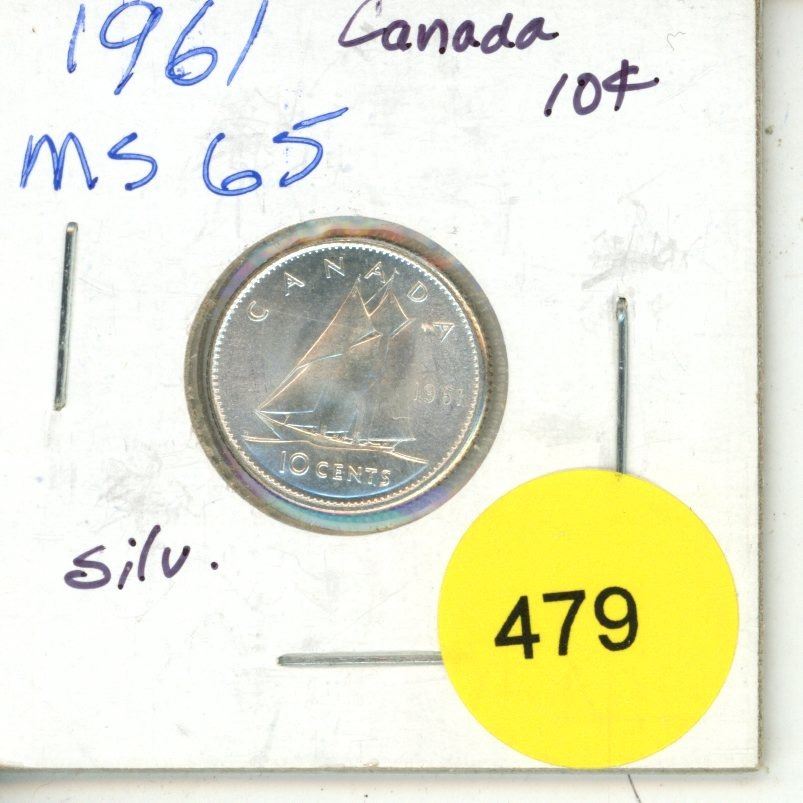 1961 Canada
10¢
MS 65
CANADA
1961
10 CENTS
silv.
479